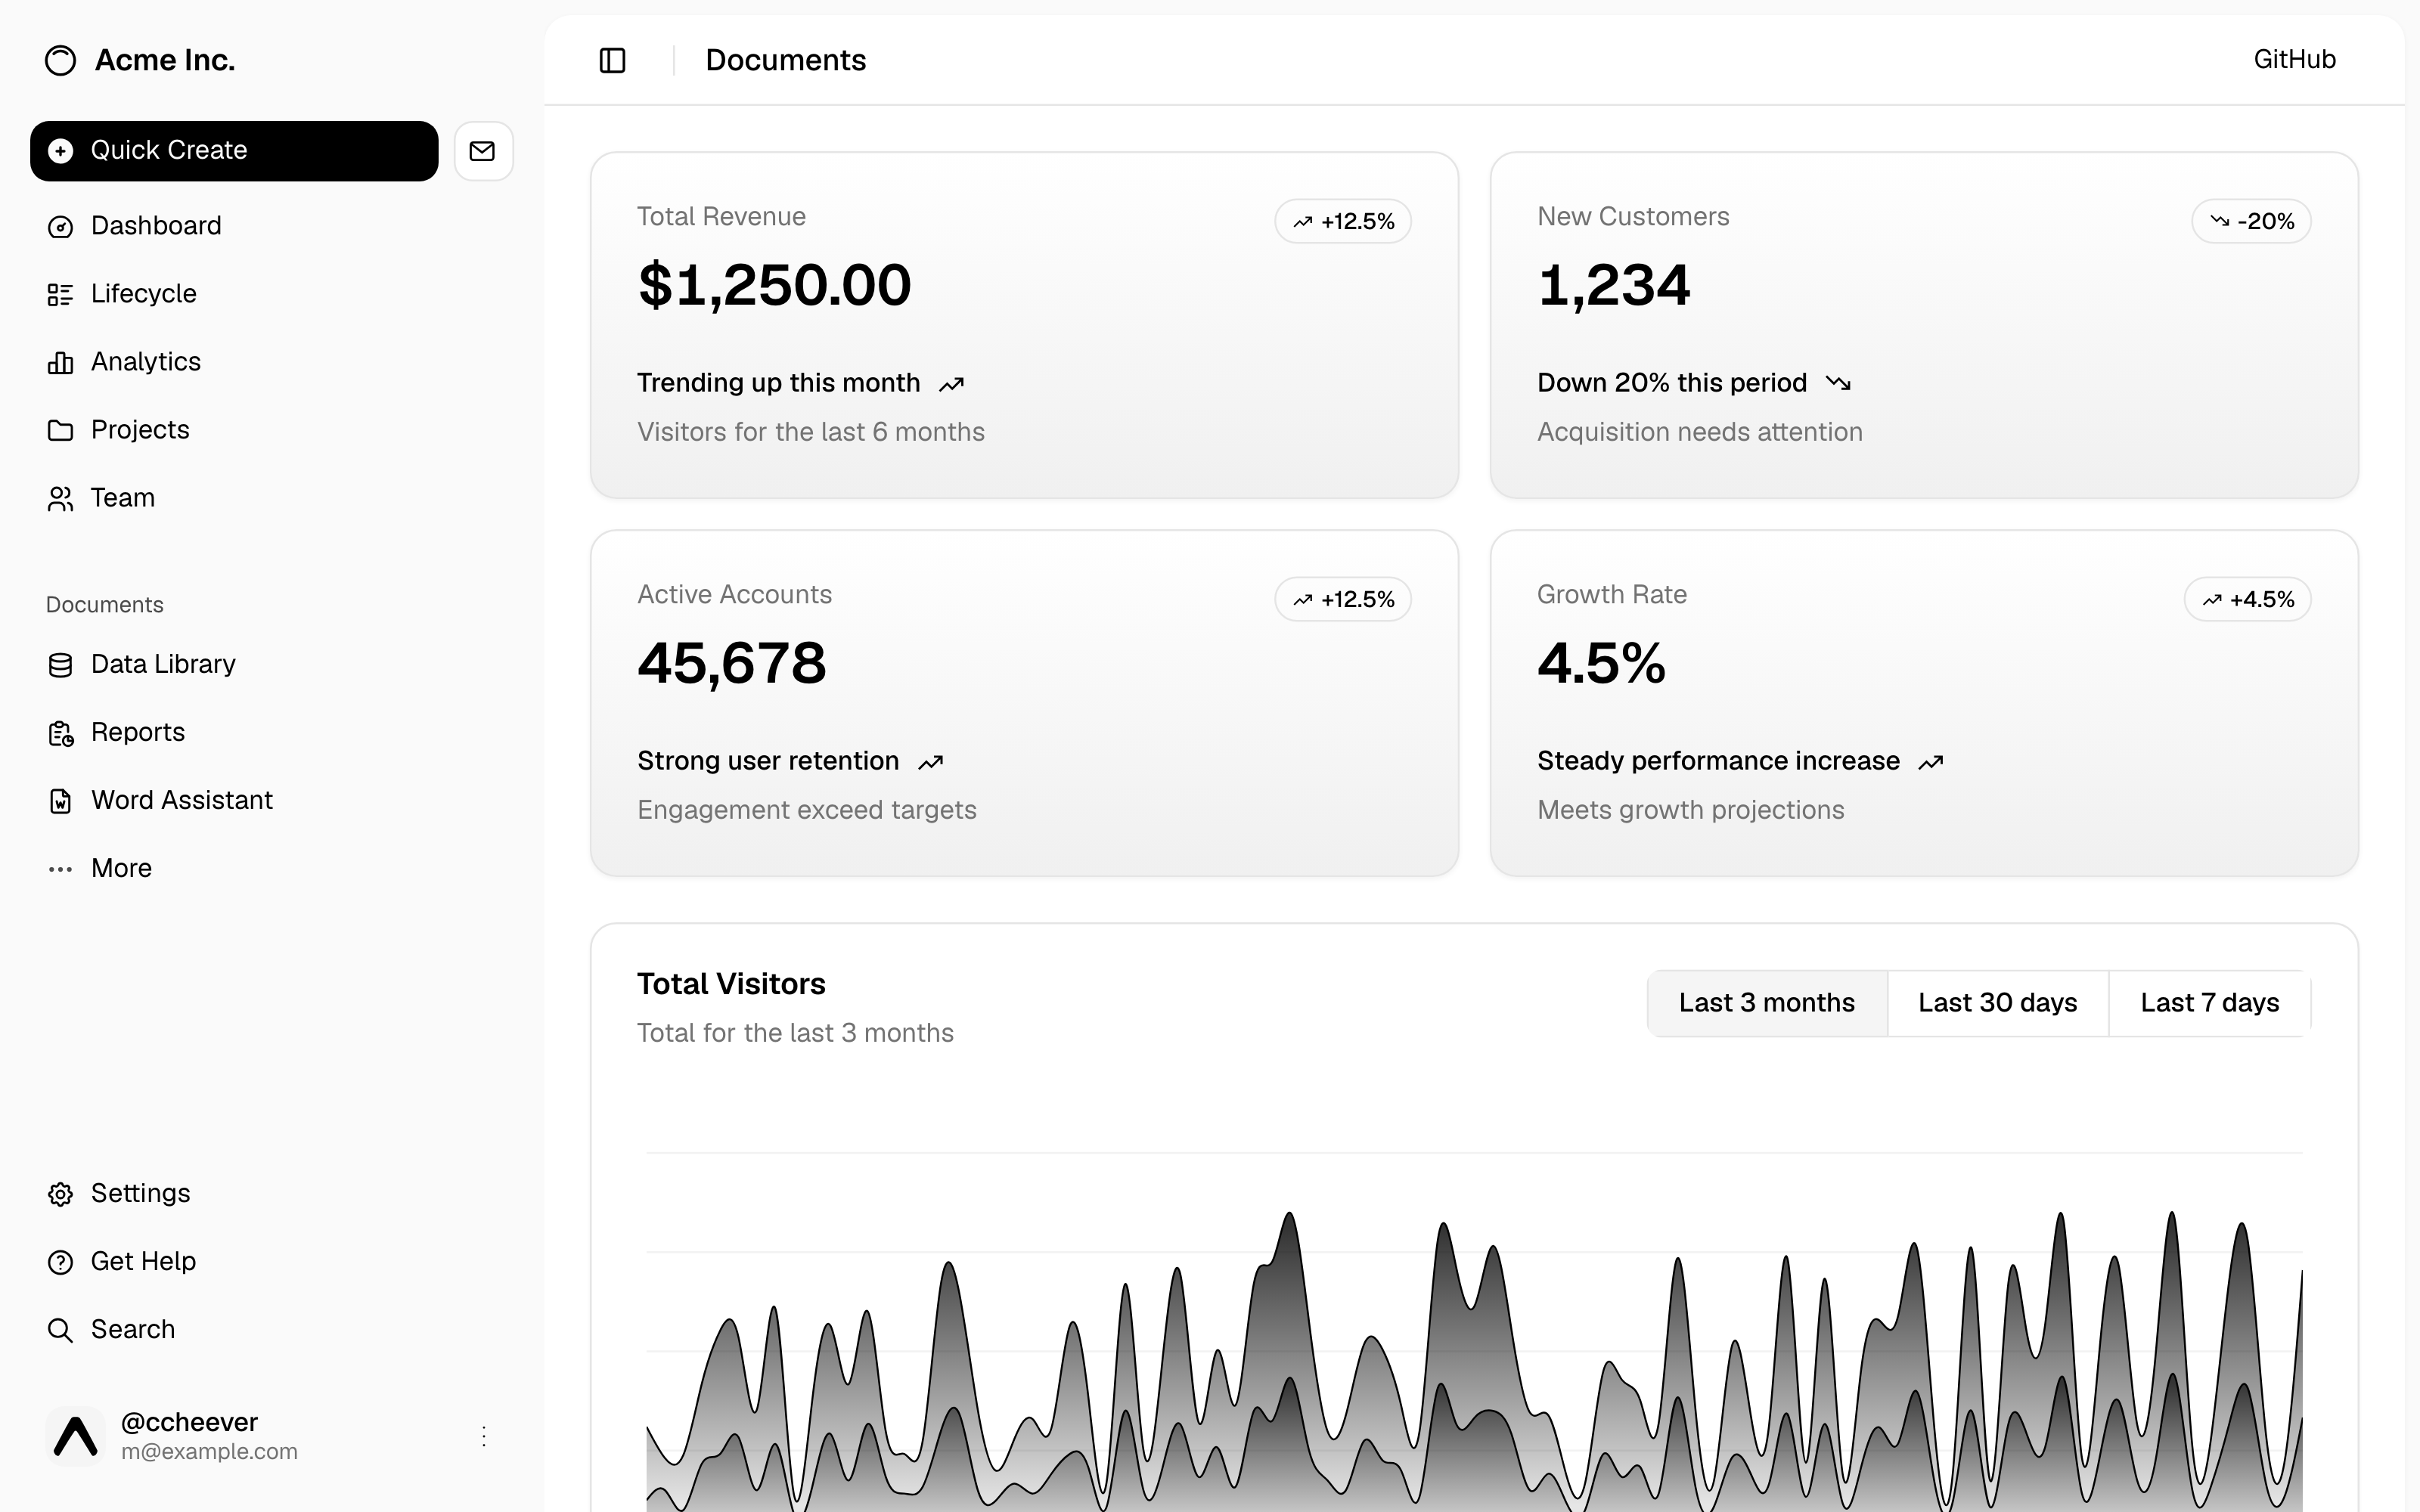 Acme Inc.
Quick Create
Dashboard
Lifecycle
Analytics
Projects
Team
Documents
Data Library
Reports
Word Assistant
More
Settings
Get Help
Search
@ccheever
m@example.com
Documents
GitHub
Total Revenue
+12.5%
$1,250.00
Trending up this month
Visitors for the last 6 months
New Customers
-20%
1,234
Down 20% this period
Acquisition needs attention
Active Accounts
+12.5%
45,678
Strong user retention
Engagement exceed targets
Growth Rate
+4.5%
4.5%
Steady performance increase
Meets growth projections
Total Visitors
Total for the last 3 months
Last 3 months
Last 30 days
Last 7 days